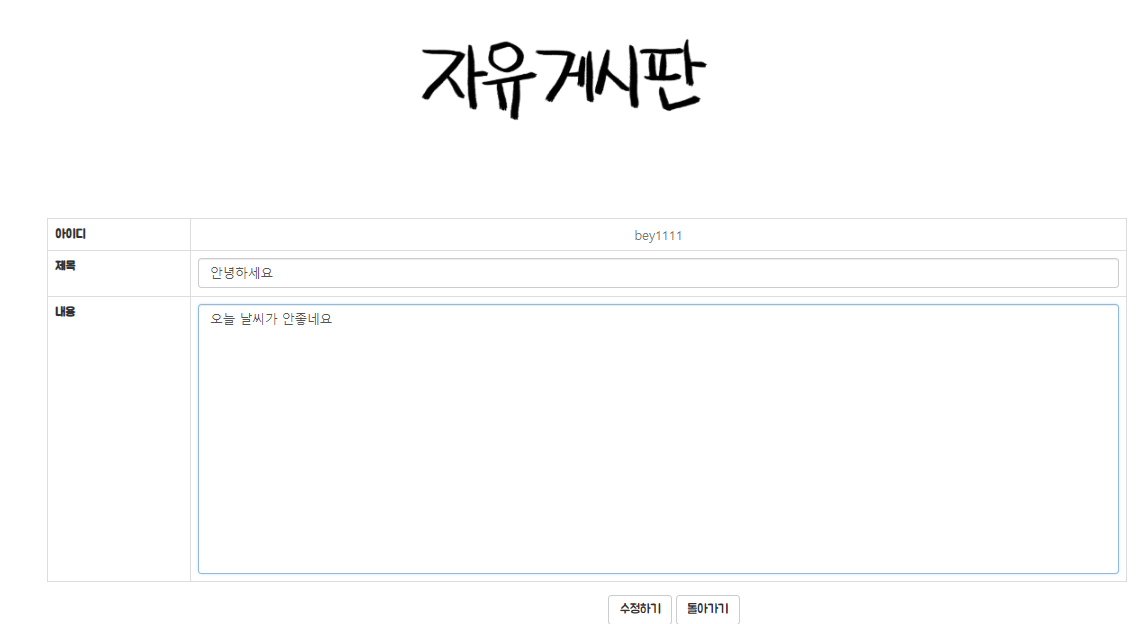 자유게시판
아이디 bey1111
제목 안녕하세요
내용 오늘 날씨가 안좋네요
수정하기 돌아가기